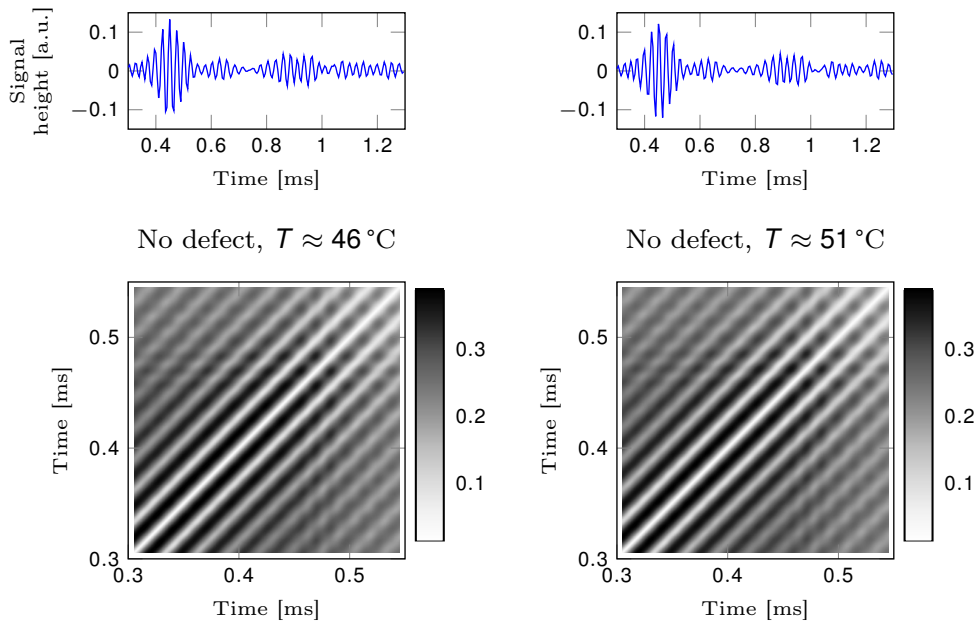 Signal
height [a.u.]
0.1
0
−0.1
0.4 0.6 0.8 1 1.2
Time [ms]
0.1
0
−0.1
0.4 0.6 0.8 1 1.2
Time [ms]
No defect, T ≈ 46 °C
No defect, T ≈ 51 °C
Time [ms]
0.5
0.4
0.3
0.3 0.4 0.5
Time [ms]
0.3
0.2
0.1
Time [ms]
0.5
0.4
0.3
0.3 0.4 0.5
Time [ms]
0.3
0.2
0.1